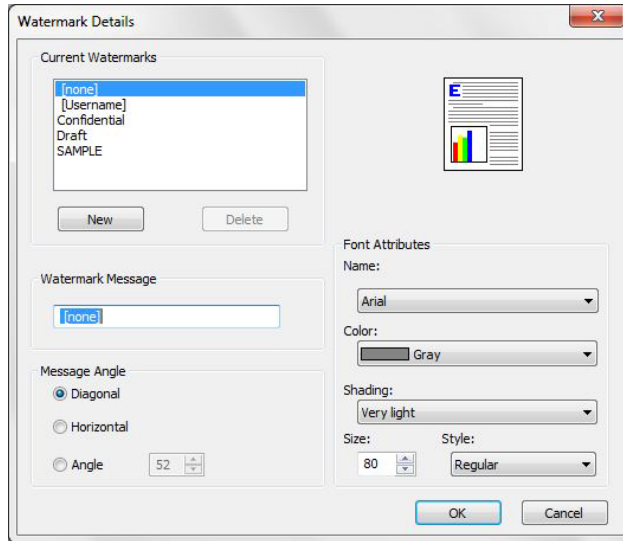 Watermark Details
Current Watermarks
[none]
[Username]
Confidential
Draft
SAMPLE
New
Delete
Watermark Message
[none]
Message Angle
Diagonal
Horizontal
Angle
52
E
Font Attributes
Name:
Arial
Color:
Gray
Shading:
Very light
Size:
Style:
80
Regular
OK
Cancel